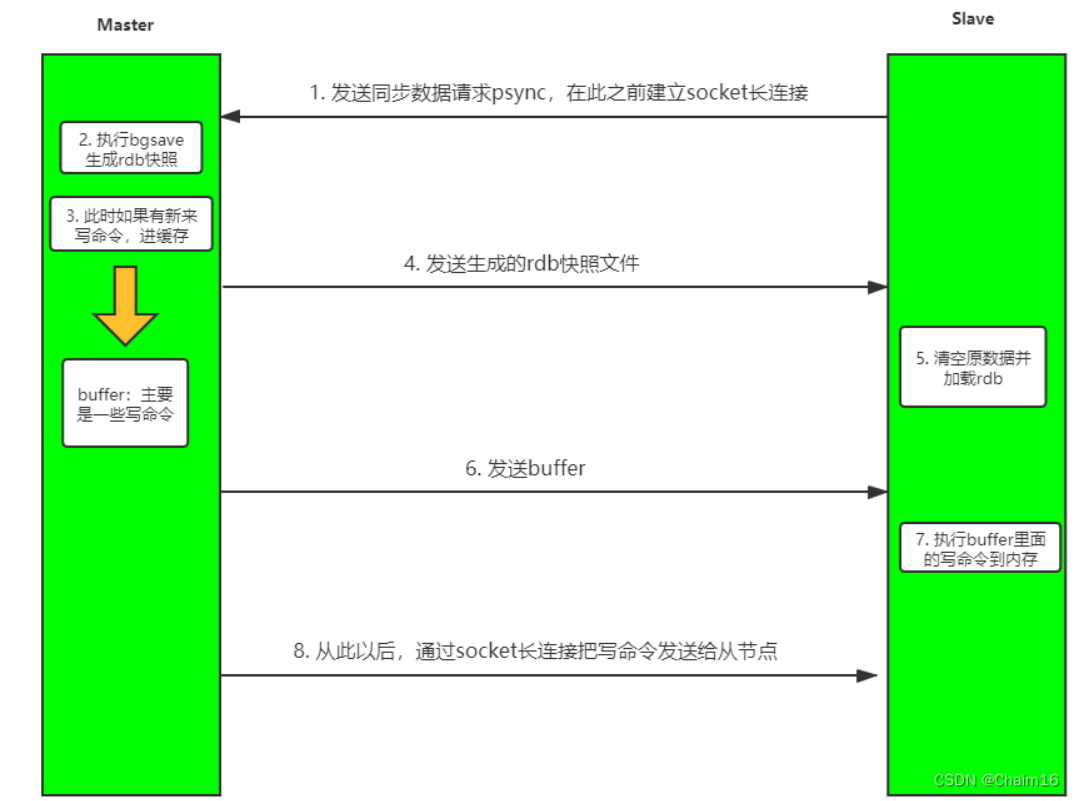 Master
Slave
1. 发送同步数据请求psync，在此之前建立socket长连接
2. 执行bgsave
生成rdb快照
3. 此时如果有新来
写命令，进缓存
4. 发送生成的rdb快照文件
5. 清空原数据并
加载rdb
buffer：主要
是一些写命令
6. 发送buffer
7. 执行buffer里面
的写命令到内存
8. 从此以后，通过socket长连接把写命令发送给从节点
CSDN @Chaim16